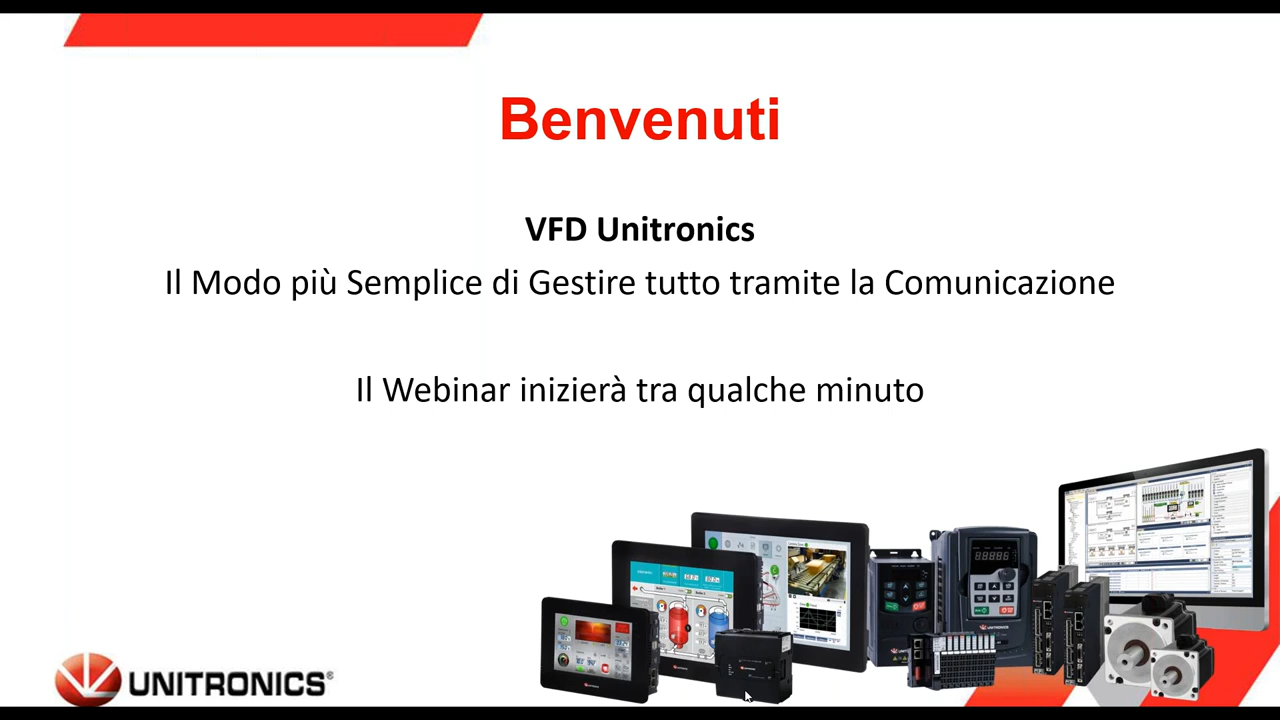 Benvenuti
VFD Unitronics
Il Modo più Semplice di Gestire tutto tramite la Comunicazione
Il Webinar inizierà tra qualche minuto
UNITRONICS®